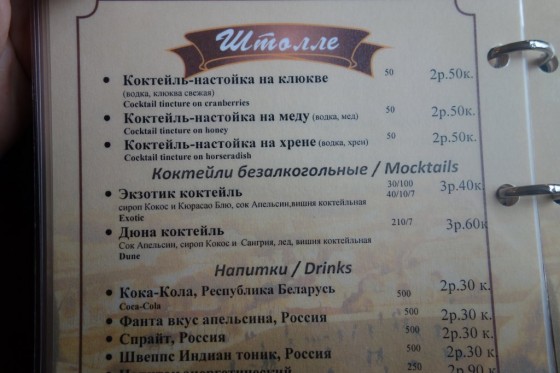 Штолле
Коктейль-настойка на клюкве 50 2р.50к.
(водка, клюква свежая)
Cocktail tincture on cranberries
Коктейль-настойка на меду (водка, мед) 50 2р.50к.
Cocktail tincture on honey
Коктейль-настойка на хрене (водка, хрен) 50 2р.50к.
Cocktail tincture on horseradish
Коктейли безалкогольные / Mocktails
Экзотик коктейль 30/100 3р.40к.
40/10/7
сироп Кокос и Кюрасао Блю, сок Апельсин,вишня коктейльная
Exotic
Дюна коктейль 210/7 3р.60к
Сок Апельсин, сироп Кокос и Сангрия, лед, вишня коктейльная
Dune
Напитки / Drinks
Кока-Кола, Республика Беларусь 500 2р.30 к.
Coca-Cola
Фанта вкус апельсина, Россия 500 2р.30 к.
Спрайт, Россия 500 2р.30 к.
Швеппс Индиан тоник, Россия 500 2р.30 к.
энергетический 250 2р.90 к.